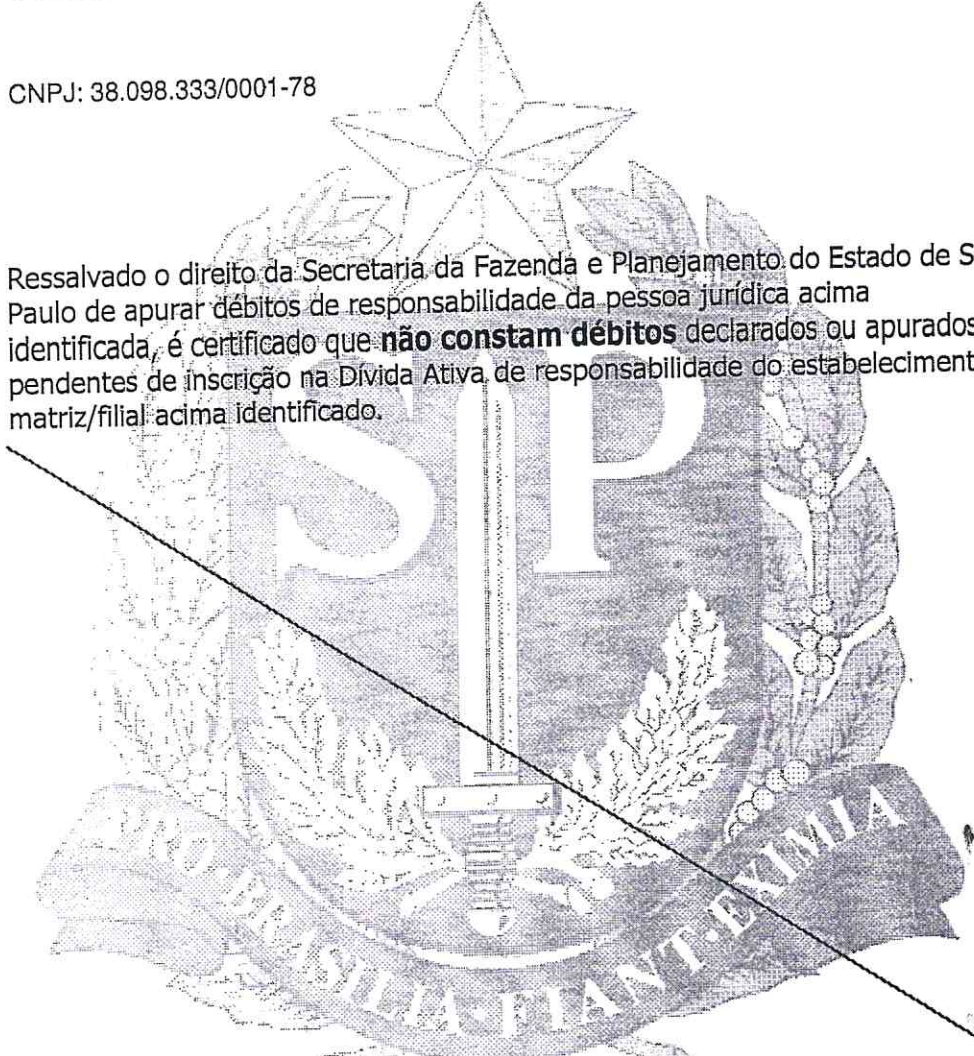 CNPJ: 38.098.333/0001-78
Ressalvado o direito da Secretaria da Fazenda e Planejamento do Estado de S
Paulo de apurar débitos de responsabilidade da pessoa jurídica acima
identificada, é certificado que não constam débitos declarados ou apurados
pendentes de inscrição na Dívida Ativa de responsabilidade do estabeleciment
matriz/filial acima identificado.
SP
PRO·BRASILIA·FIANT·EXIMIA